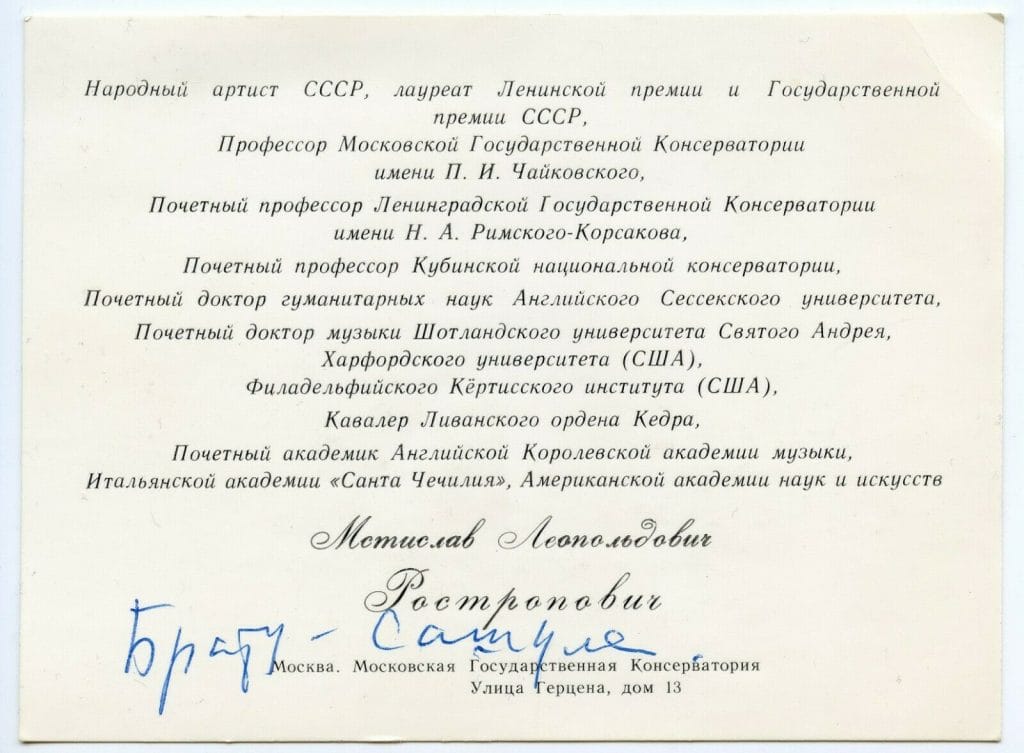 Народный артист СССР, лауреат Ленинской премии и Государственной
премии СССР,
Профессор Московской Государственной Консерватории
имени П. И. Чайковского,
Почетный профессор Ленинградской Государственной Консерватории
имени Н. А. Римского-Корсакова,
Почетный профессор Кубинской национальной консерватории,
Почетный доктор гуманитарных наук Английского Сессекского университета,
Почетный доктор музыки Шотландского университета Святого Андрея,
Харфордского университета (США),
Филадельфийского Кёртисского института (США),
Кавалер Ливанского ордена Кедра,
Почетный академик Английской Королевской академии музыки,
Итальянской академии «Санта Чечилия», Американской академии наук и искусств
Мстислав Леопольдович
Ростропович
Брату - Сашуле
Москва. Московская Государственная Консерватория
Улица Герцена, дом 13